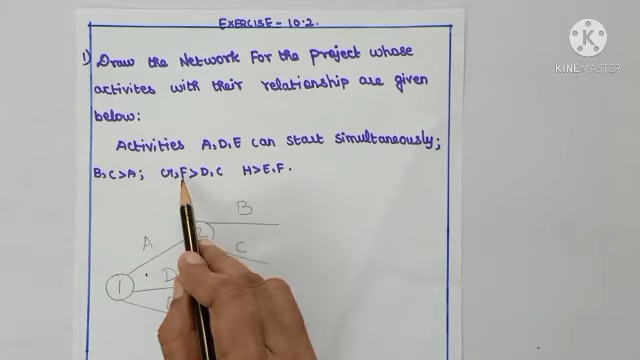 EXERCISE-10.2.
1) Draw the Network for the project whose
activites with their relationship are given
below:
Activities A,D,E can start simultaneously;
B,C>A; G,F>D,C H>E,F.
B
2
A
C
1
D
KINEMASTER